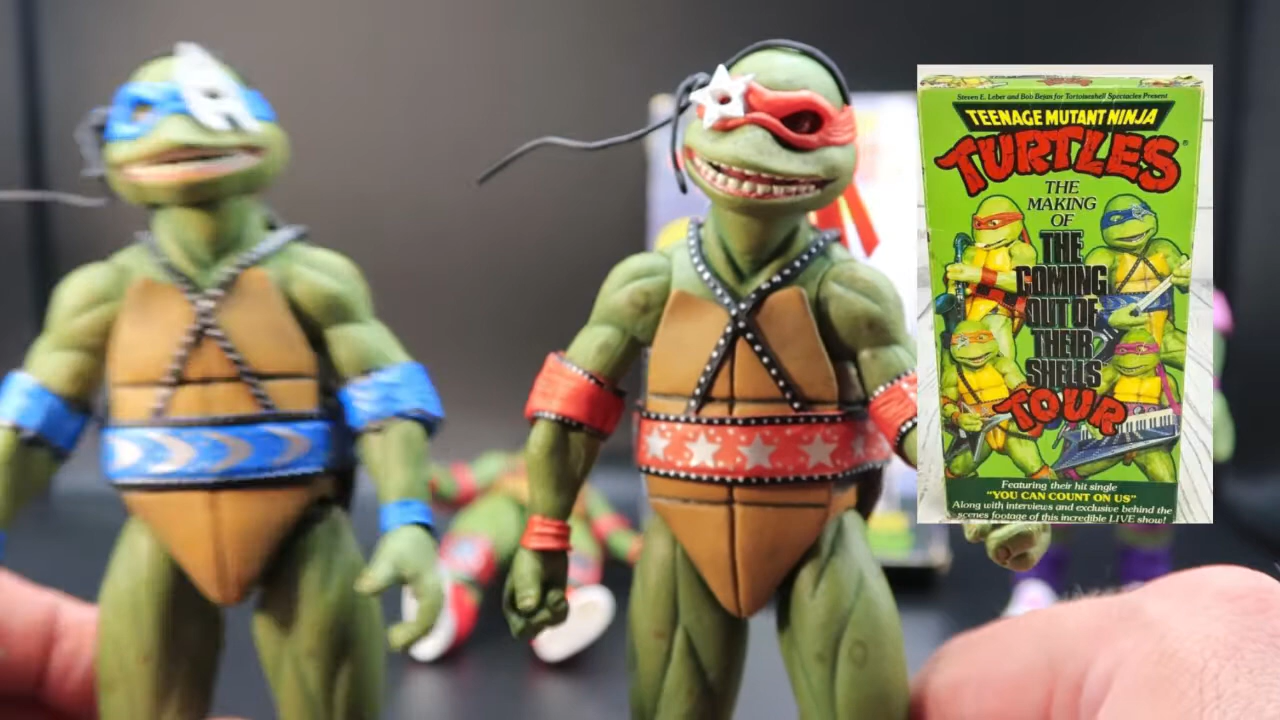 Steven E. Leber and Bob Bejan for Tortoiseshell Spectacles Present
TEENAGE MUTANT NINJA
TURTLES®
THE
MAKING
OF
THE
COMING
OUT OF
THEIR
SHELLS
TOUR
Featuring their hit single
"YOU CAN COUNT ON US"
Along with interviews and exclusive behind the
scenes footage of this incredible LIVE show!